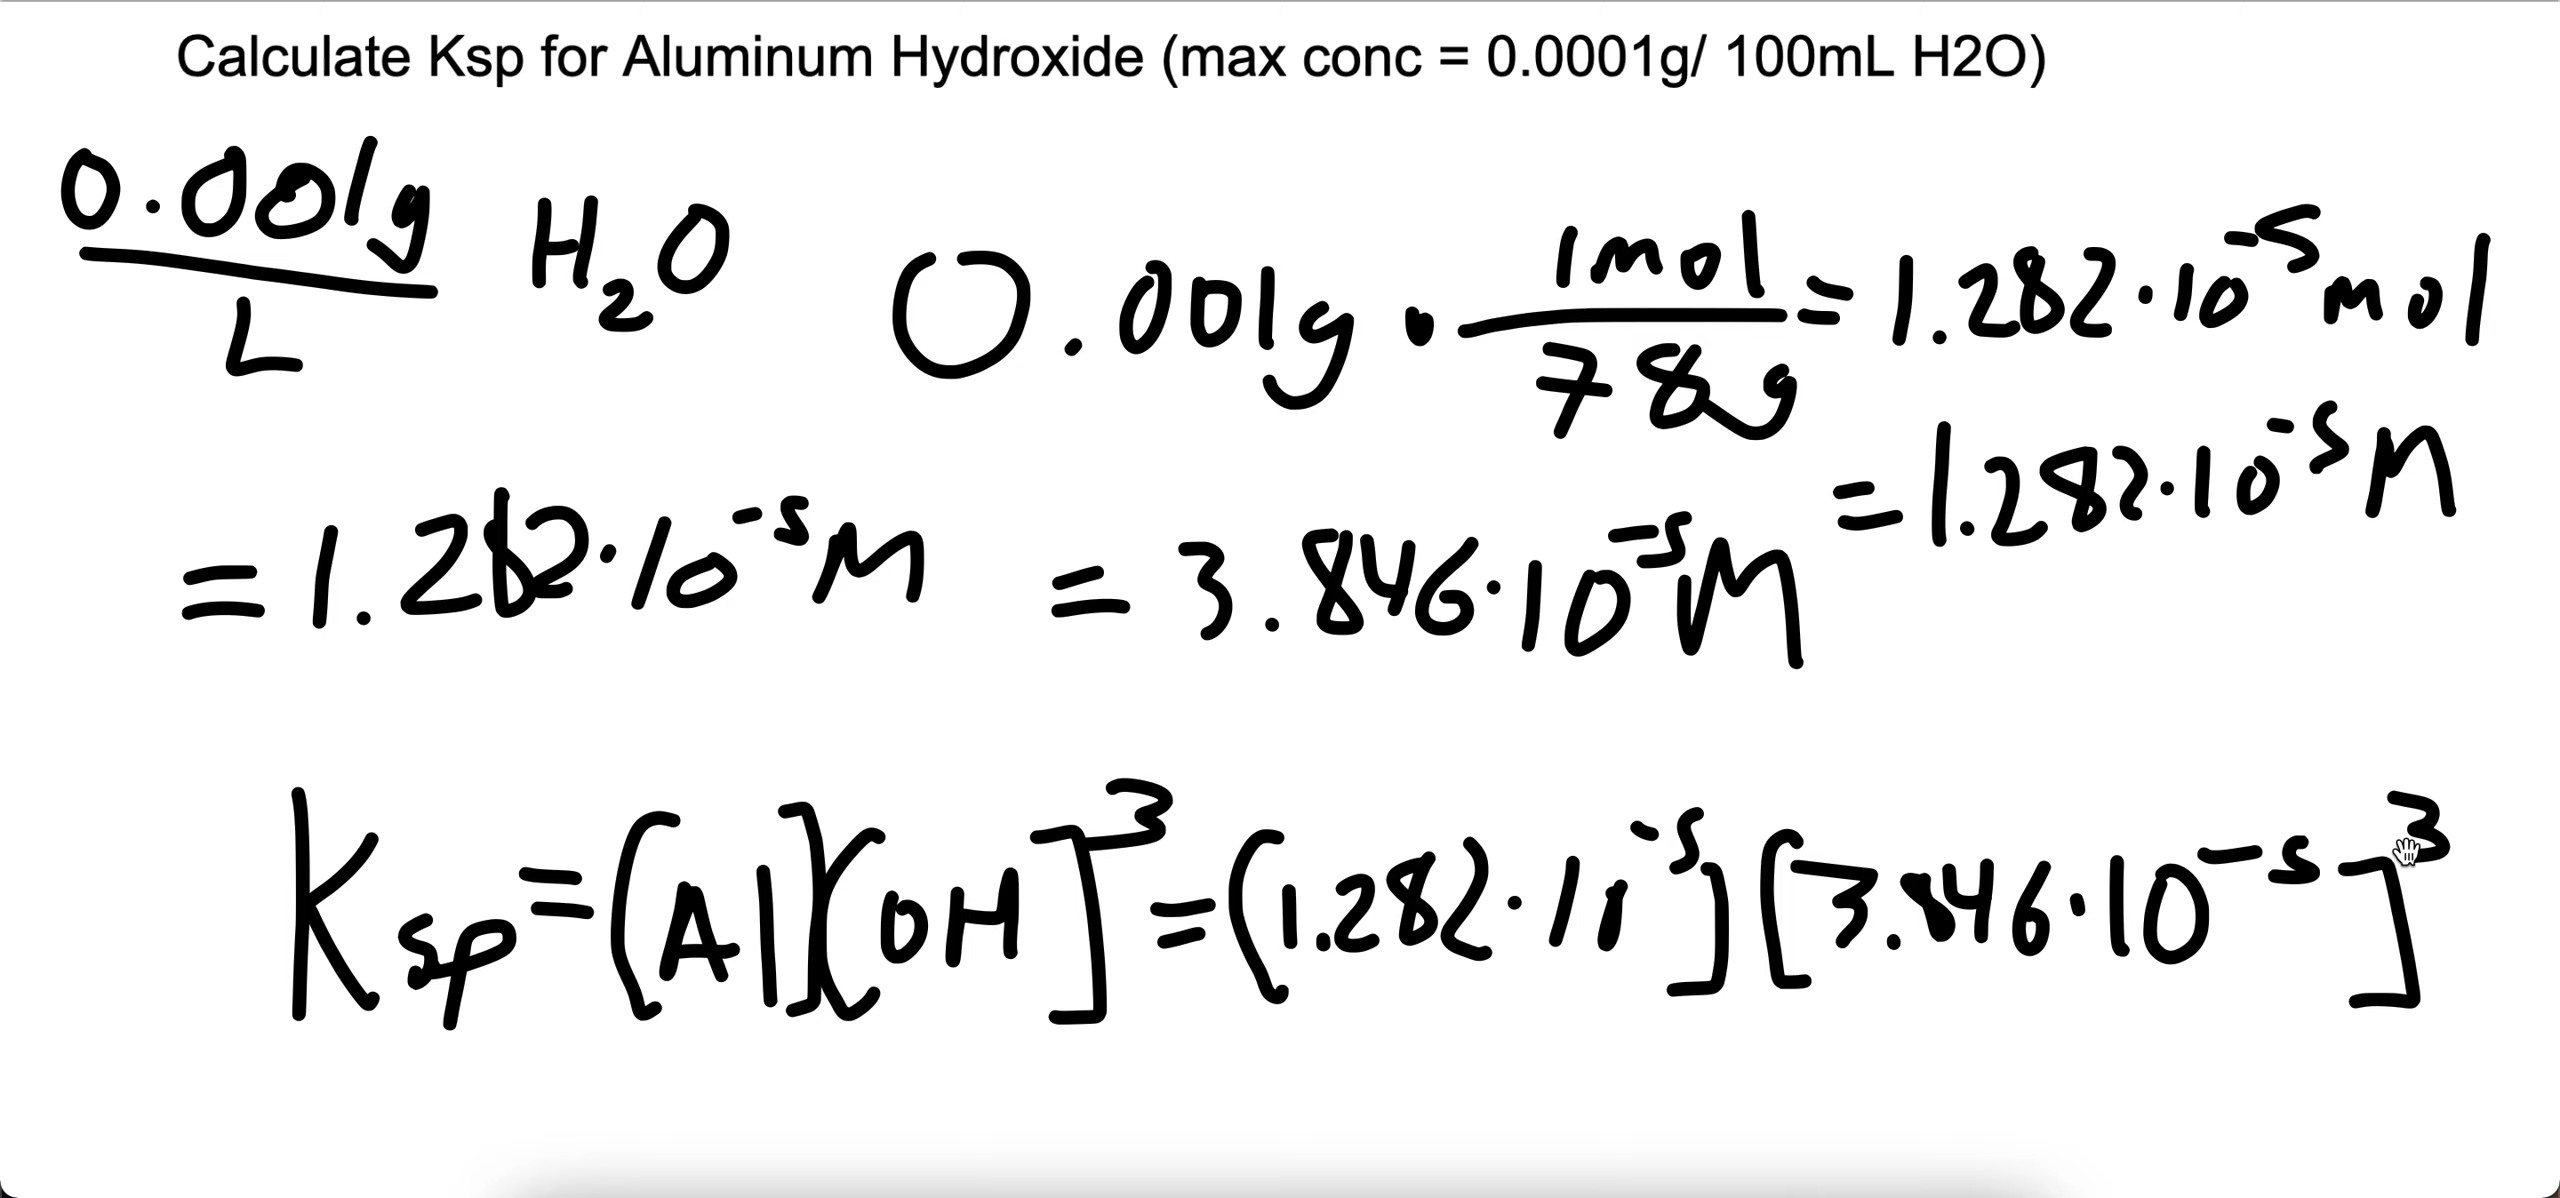 Calculate Ksp for Aluminum Hydroxide (max conc = 0.0001g/ 100mL H2O)
0.001g/L H₂O
0.001g • 1mol/78g = 1.282·10⁻⁵ mol
= 1.282·10⁻⁵ M
= 1.282·10⁻⁵ M = 3.846·10⁻⁵ M
Ksp = [Al][OH]³ = [1.282·10⁻⁵][3.846·10⁻⁵]³